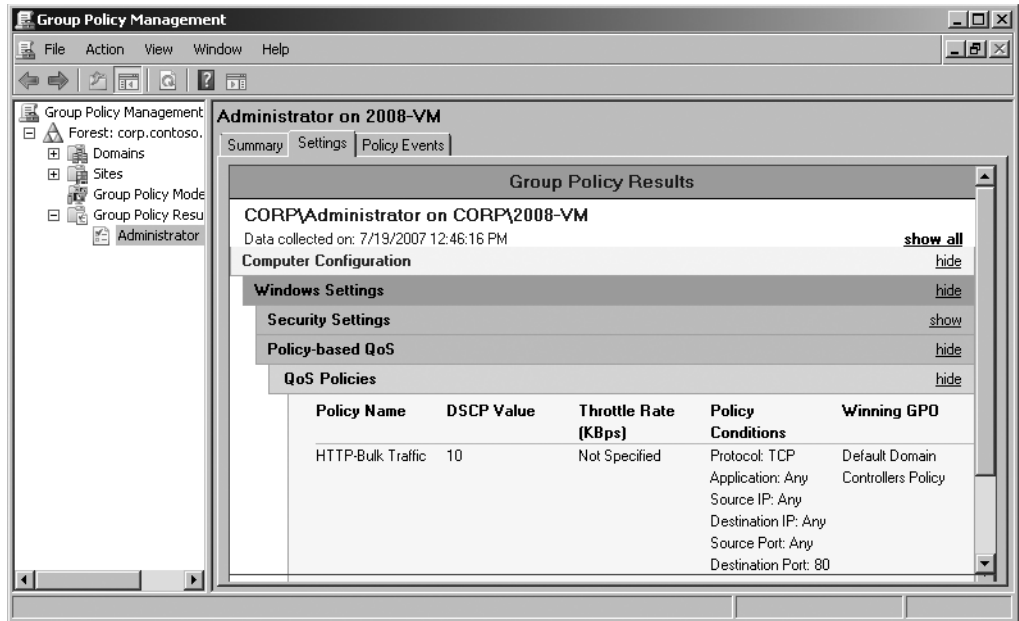 Group Policy Management
File Action View Window Help
Group Policy Management
Forest: corp.contoso.
Domains
Sites
Group Policy Mode
Group Policy Resu
Administrator
Administrator on 2008-VM
Summary Settings Policy Events
Group Policy Results
CORP\Administrator on CORP\2008-VM
Data collected on: 7/19/2007 12:46:16 PM show all
Computer Configuration hide
Windows Settings hide
Security Settings show
Policy-based QoS hide
QoS Policies hide
Policy Name DSCP Value Throttle Rate Policy Winning GPO
(KBps) Conditions
HTTP-Bulk Traffic 10 Not Specified Protocol: TCP Default Domain
Application: Any Controllers Policy
Source IP: Any
Destination IP: Any
Source Port: Any
Destination Port: 80